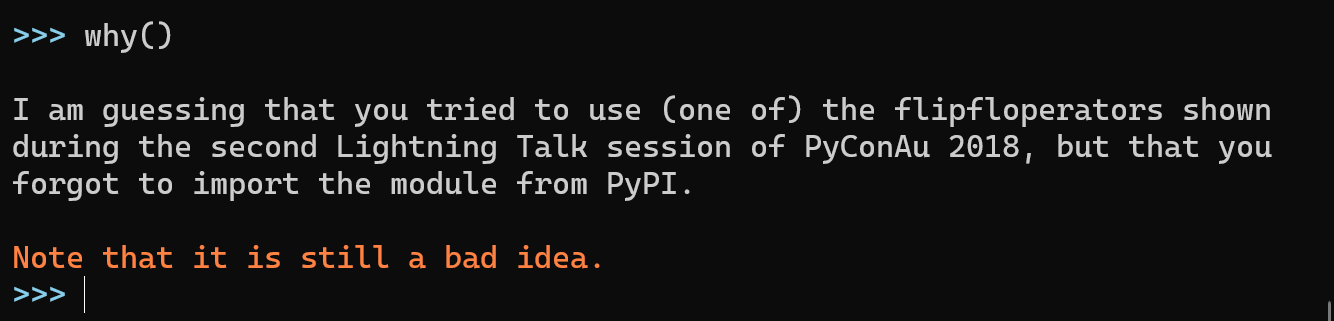 >>> why()
I am guessing that you tried to use (one of) the flipfloperators shown
during the second Lightning Talk session of PyConAu 2018, but that you
forgot to import the module from PyPI.
Note that it is still a bad idea.
>>>